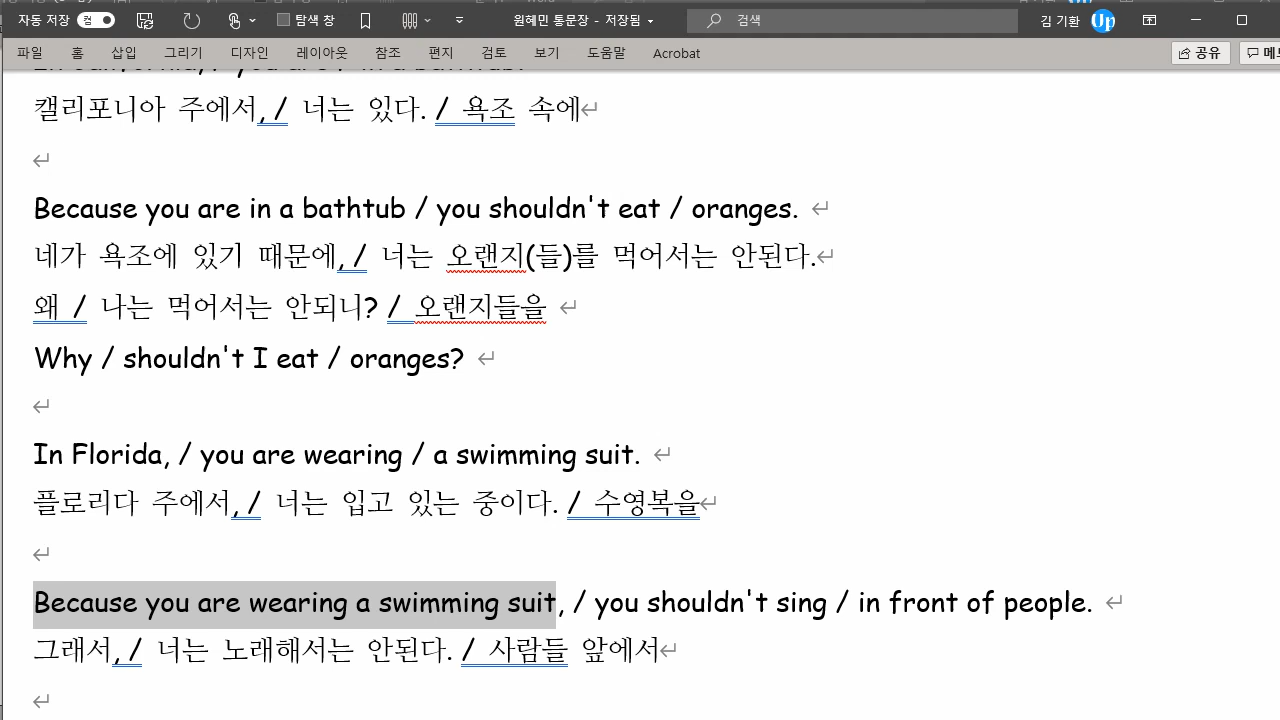 자동 저장 켬 탐색 창 원혜민 통문장 - 저장됨 검색 김 기환 Up
파일 홈 삽입 그리기 디자인 레이아웃 참조 편지 검토 보기 도움말 Acrobat 공유 메모
캘리포니아 주에서, / 너는 있다. / 욕조 속에
Because you are in a bathtub / you shouldn't eat / oranges.
네가 욕조에 있기 때문에, / 너는 오랜지(들)를 먹어서는 안된다.
왜 / 나는 먹어서는 안되니? / 오랜지들을
Why / shouldn't I eat / oranges?
In Florida, / you are wearing / a swimming suit.
플로리다 주에서, / 너는 입고 있는 중이다. / 수영복을
Because you are wearing a swimming suit, / you shouldn't sing / in front of people.
그래서, / 너는 노래해서는 안된다. / 사람들 앞에서